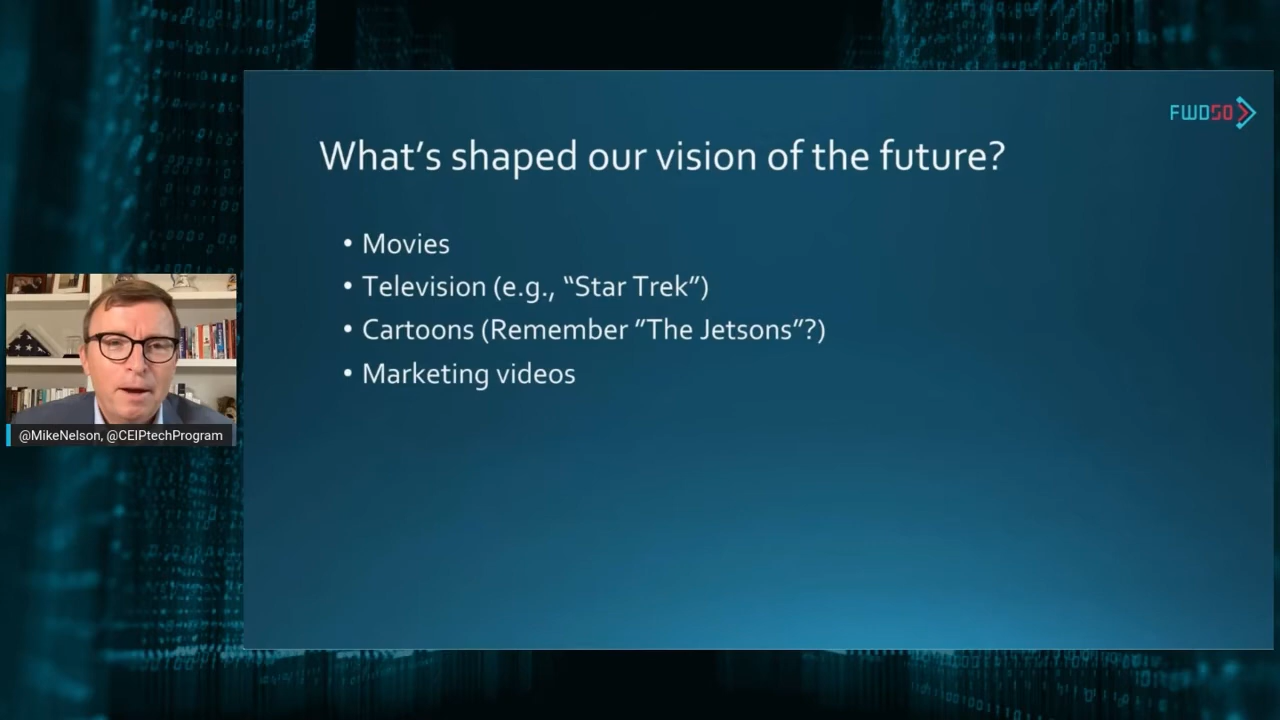 FWD50
What’s shaped our vision of the future?
• Movies
• Television (e.g., “Star Trek”)
• Cartoons (Remember ”The Jetsons”?)
• Marketing videos
@MikeNelson, @CEIPtechProgram